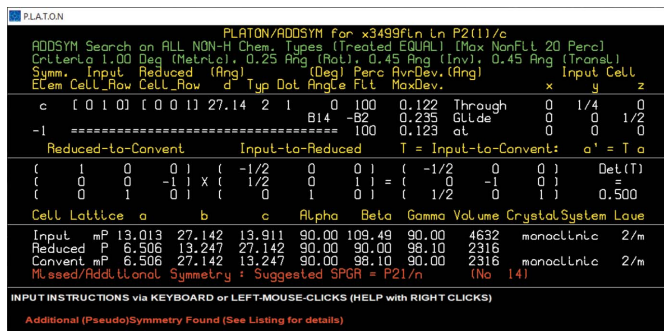 P.L.A.T.O.N
PLATON/ADDSYM for x3499fin in P2(1)/c
ADDSYM Search on ALL NON-H Chem. Types (Treated EQUAL) [Max NonFit 20 Perc]
Criteria 1.00 Deg (Metric), 0.25 Ang (Rot), 0.45 Ang (Inv), 0.45 Ang (Transl)
Symm. Input Reduced (Ang) (Deg) Perc AvrDev.(Ang) Input Cell
Elem Cell_Row Cell_Row d Typ Dot Angle Fit MaxDev. x y z
c [ 0 1 0] [ 0 0 1] 27.14 2 1 0 100 0.122 Through 0 1/4 0
B14 -B2 0.235 Glide 0 0 1/2
-1 ================================ 100 0.123 at 0 0 0
Reduced-to-Convent Input-to-Reduced T = Input-to-Convent: a' = T a
( 1 0 0 ) ( -1/2 0 0 ) ( -1/2 0 0 ) Det(T)
( 0 0 -1 ) X ( 1/2 0 1 ) = ( 0 -1 0 ) =
( 0 1 0 ) ( 0 1 0 ) ( 1/2 0 1 ) 0.500
Cell Lattice a b c Alpha Beta Gamma Volume CrystalSystem Laue
Input mP 13.013 27.142 13.911 90.00 109.49 90.00 4632 monoclinic 2/m
Reduced P 6.506 13.247 27.142 90.00 90.00 98.10 2316
Convent mP 6.506 27.142 13.247 90.00 98.10 90.00 2316 monoclinic 2/m
Missed/Additional Symmetry : Suggested SPGR = P21/n (No 14)
INPUT INSTRUCTIONS via KEYBOARD or LEFT-MOUSE-CLICKS (HELP with RIGHT CLICKS)
Additional (Pseudo)Symmetry Found (See Listing for details)